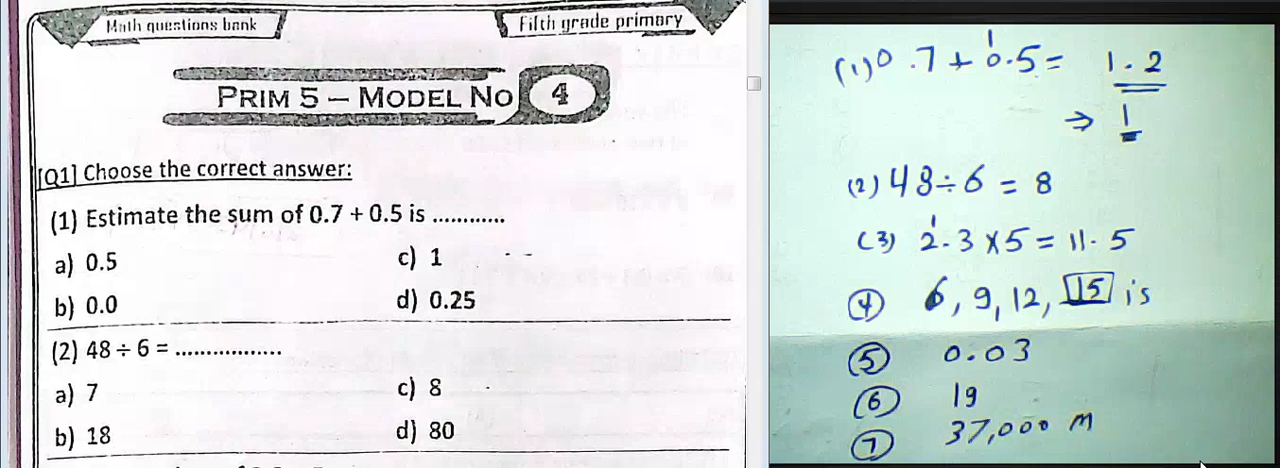 Math questions bank
Fifth grade primary
PRIM 5 – MODEL NO 4
[Q1] Choose the correct answer:
(1) Estimate the sum of 0.7 + 0.5 is ............
a) 0.5
c) 1
b) 0.0
d) 0.25
(2) 48 ÷ 6 = ................
a) 7
c) 8
b) 18
d) 80
(1) 0.7 + 0.5 = 1.2
1
⇒ 1
(2) 48 ÷ 6 = 8
1
(3) 2.3 × 5 = 11.5
(4) 6, 9, 12, 15 is
(5) 0.03
(6) 19
(7) 37,000 m